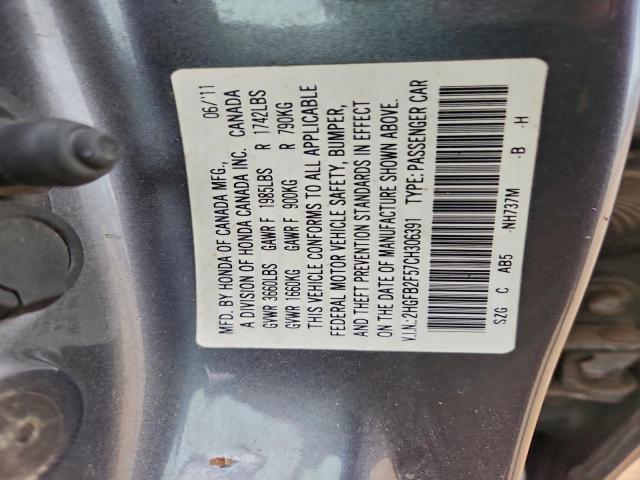 MFD. BY HONDA OF CANADA MFG., 06/'11
A DIVISION OF HONDA CANADA INC. CANADA
GVWR 3660LBS GAWR F 1985LBS R 1742LBS
GVWR 1660KG GAWR F 900KG R 790KG
THIS VEHICLE CONFORMS TO ALL APPLICABLE
FEDERAL MOTOR VEHICLE SAFETY, BUMPER,
AND THEFT PREVENTION STANDARDS IN EFFECT
ON THE DATE OF MANUFACTURE SHOWN ABOVE.
V.I.N.:2HGFB2F57CH306391 TYPE:PASSENGER CAR
SZG C AB5 -NH737M -B -H